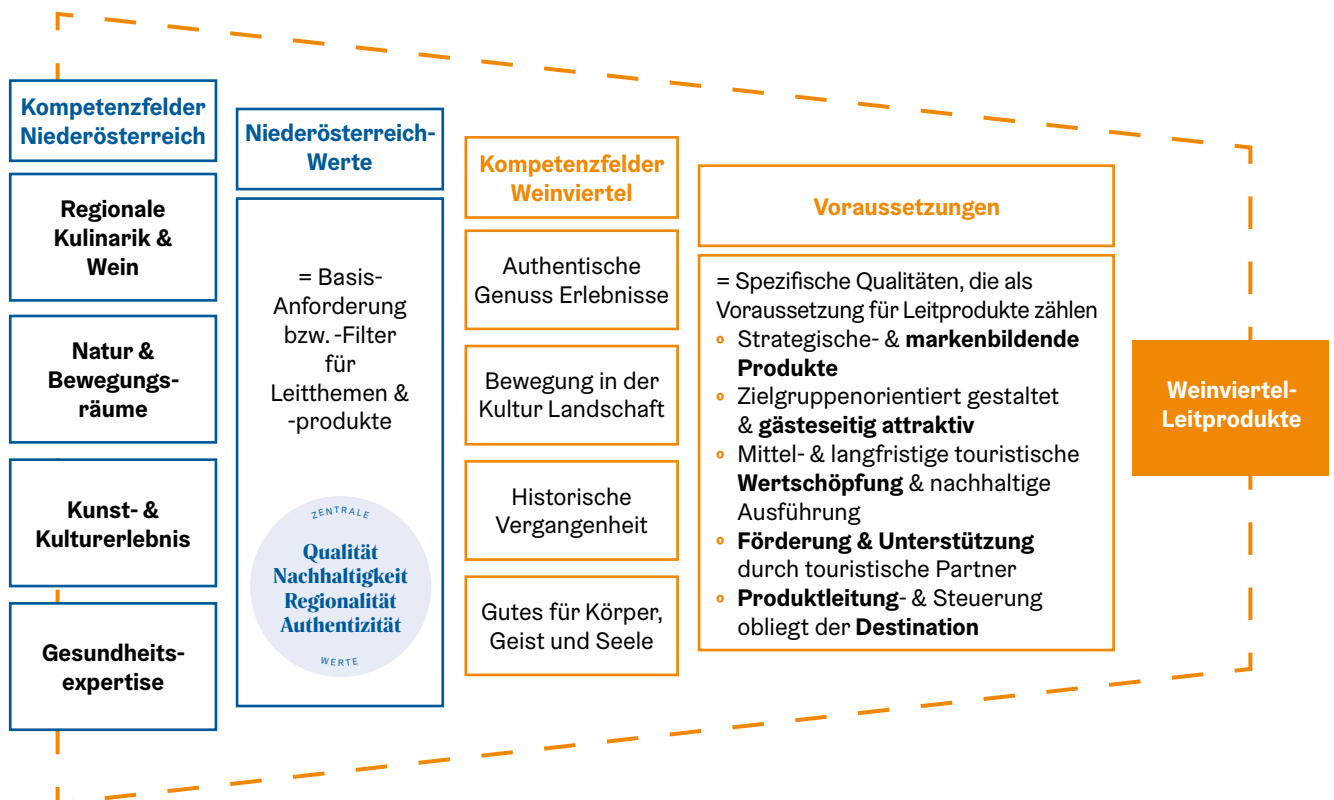 Kompetenzfelder
Niederösterreich
Regionale
Kulinarik &
Wein
Natur &
Bewegungs-
räume
Kunst- &
Kulturerlebnis
Gesundheits-
expertise
Niederösterreich-
Werte
= Basis-
Anforderung
bzw. -Filter
für
Leitthemen &
-produkte
ZENTRALE
Qualität
Nachhaltigkeit
Regionalität
Authentizität
WERTE
Kompetenzfelder
Weinviertel
Authentische
Genuss Erlebnisse
Bewegung in der
Kultur Landschaft
Historische
Vergangenheit
Gutes für Körper,
Geist und Seele
Voraussetzungen
= Spezifische Qualitäten, die als
Voraussetzung für Leitprodukte zählen
Strategische- & markenbildende
Produkte
Zielgruppenorientiert gestaltet
& gästeseitig attraktiv
Mittel- & langfristige touristische
Wertschöpfung & nachhaltige
Ausführung
Förderung & Unterstützung
durch touristische Partner
Produktleitung- & Steuerung
obliegt der Destination
Weinviertel-
Leitprodukte